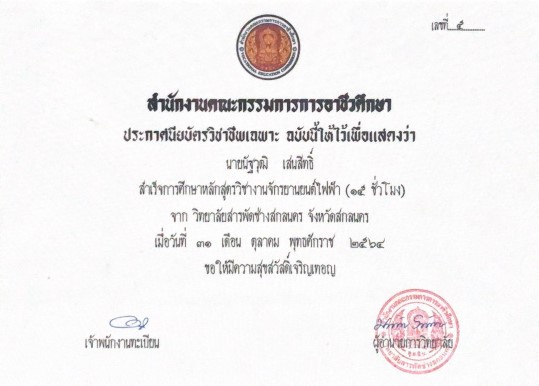 เลขที่ ๕
สำนักงานคณะกรรมการการอาชีวศึกษา
ประกาศนียบัตรวิชาชีพเฉพาะ ฉบับนี้ให้ไว้เพื่อแสดงว่า
นายนัฐวุฒิ เสนสิทธิ์
สำเร็จการศึกษาหลักสูตรวิชางานจักรยานยนต์ไฟฟ้า (๑๕ ชั่วโมง)
จาก วิทยาลัยสารพัดช่างสกลนคร จังหวัดสกลนคร
เมื่อวันที่ ๓๑ เดือน ตุลาคม พุทธศักราช ๒๕๖๔
ขอให้มีความสุขสวัสดิ์เจริญเทอญ
เจ้าพนักงานทะเบียน
ผู้อำนวยการวิทยาลัย